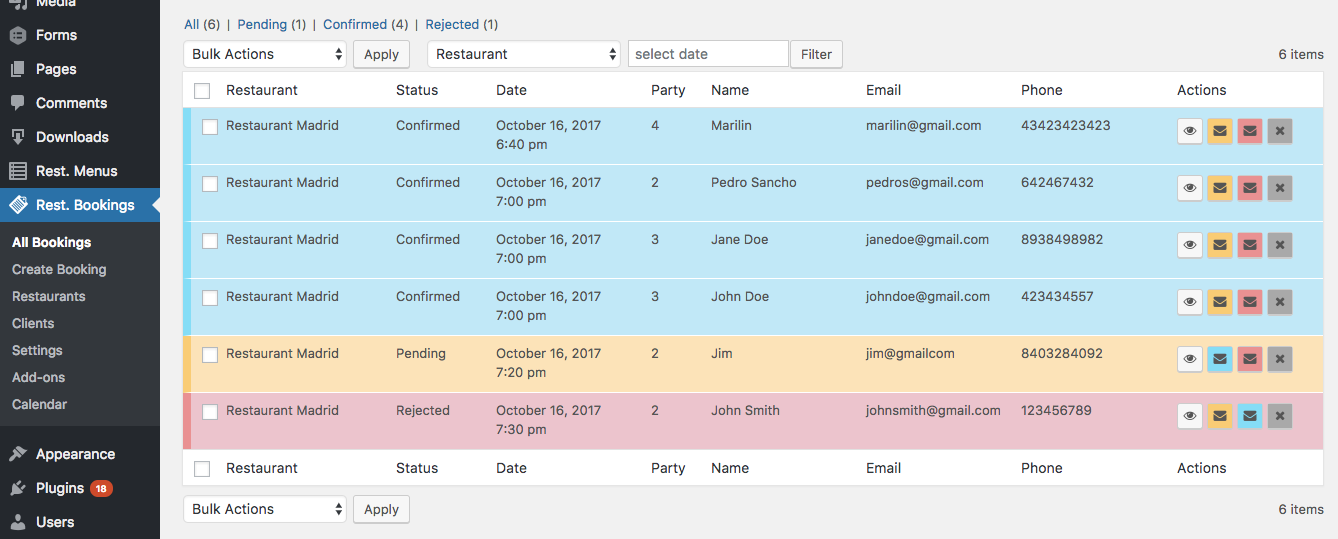 Media
Forms
Pages
Comments
Downloads
Rest. Menus
Rest. Bookings
All Bookings
Create Booking
Restaurants
Clients
Settings
Add-ons
Calendar
Appearance
Plugins 18
Users
All (6) | Pending (1) | Confirmed (4) | Rejected (1)
Bulk Actions Apply Restaurant select date Filter 6 items
Restaurant Status Date Party Name Email Phone Actions
Restaurant Madrid Confirmed October 16, 2017 4 Marilin marilin@gmail.com 43423423423
6:40 pm
Restaurant Madrid Confirmed October 16, 2017 2 Pedro Sancho pedros@gmail.com 642467432
7:00 pm
Restaurant Madrid Confirmed October 16, 2017 3 Jane Doe janedoe@gmail.com 8938498982
7:00 pm
Restaurant Madrid Confirmed October 16, 2017 3 John Doe johndoe@gmail.com 423434557
7:00 pm
Restaurant Madrid Pending October 16, 2017 2 Jim jim@gmailcom 8403284092
7:20 pm
Restaurant Madrid Rejected October 16, 2017 2 John Smith johnsmith@gmail.com 123456789
7:30 pm
Restaurant Status Date Party Name Email Phone Actions
Bulk Actions Apply 6 items